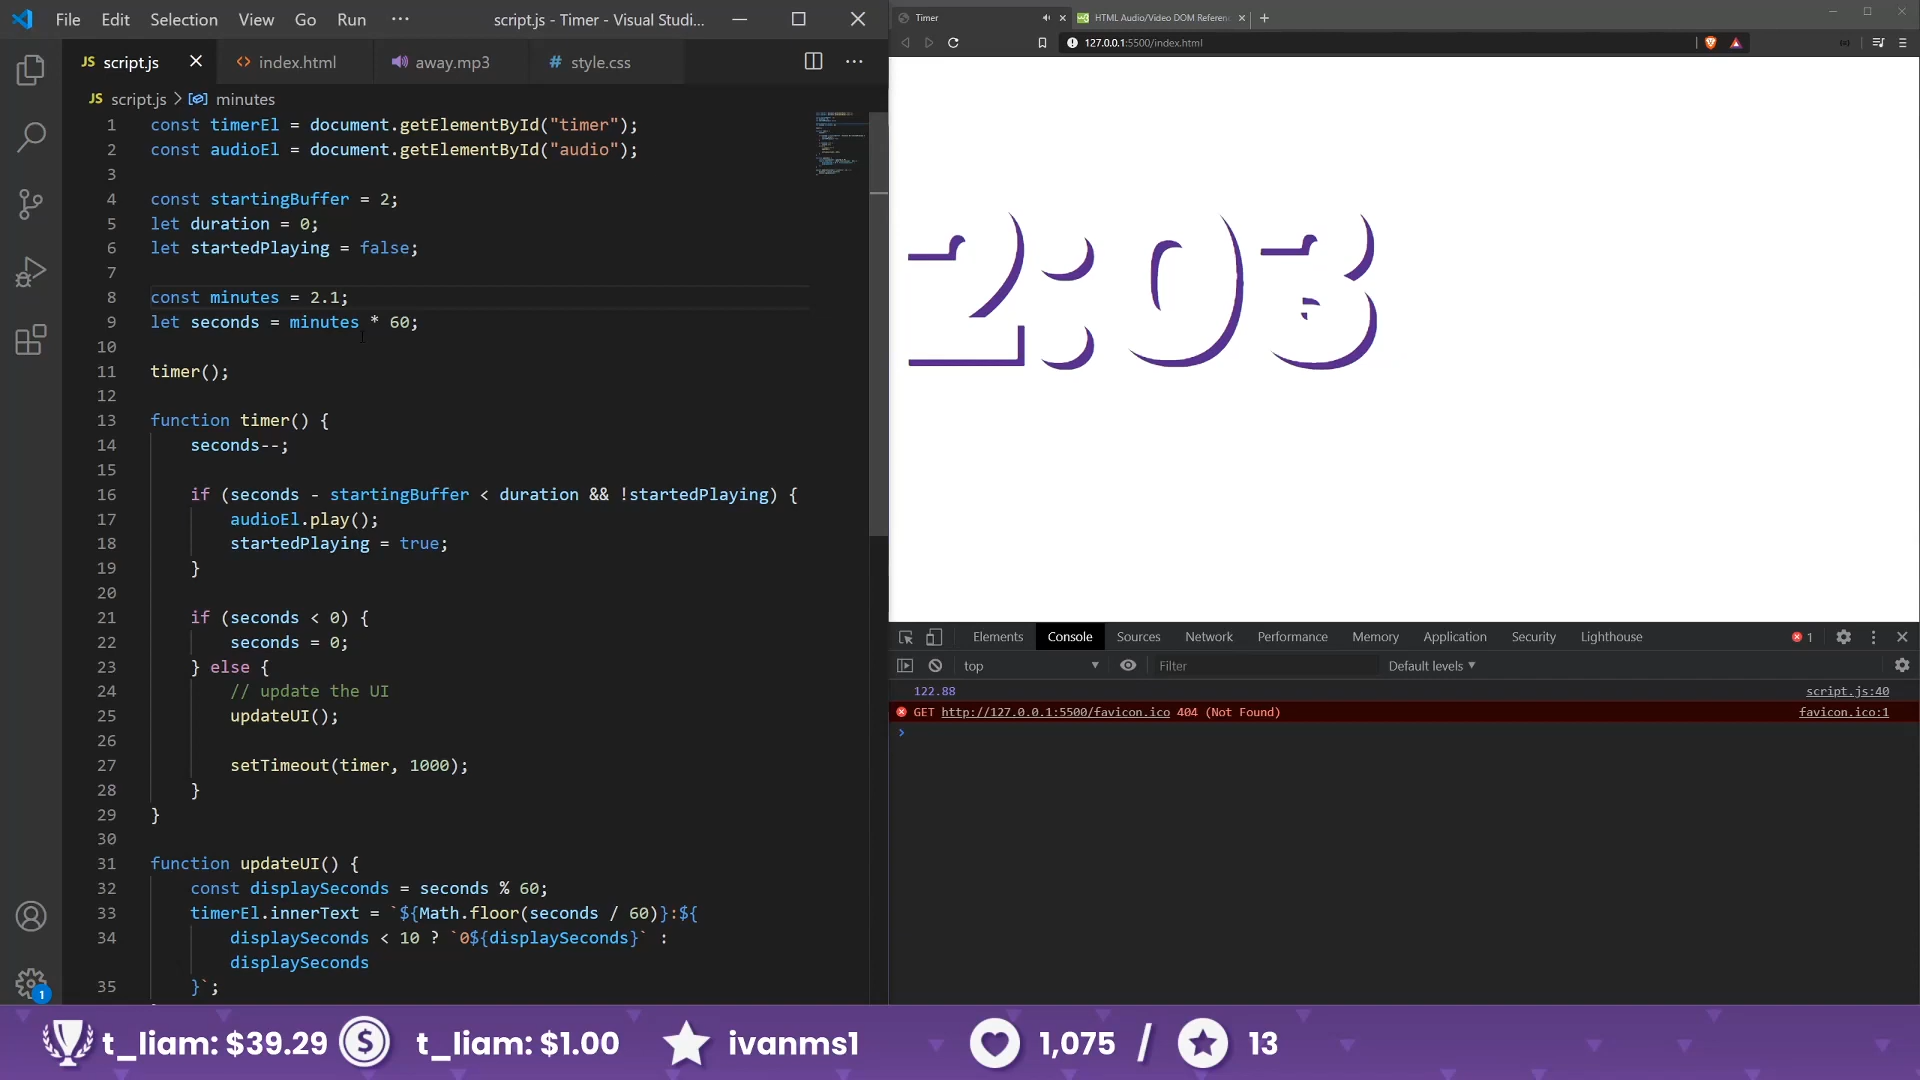 File Edit Selection View Go Run ··· script.js - Timer - Visual Studi...
JS script.js index.html away.mp3 # style.css
JS script.js > minutes
1 const timerEl = document.getElementById("timer");
2 const audioEl = document.getElementById("audio");
3
4 const startingBuffer = 2;
5 let duration = 0;
6 let startedPlaying = false;
7
8 const minutes = 2.1;
9 let seconds = minutes * 60;
10
11 timer();
12
13 function timer() {
14 seconds--;
15
16 if (seconds - startingBuffer < duration && !startedPlaying) {
17 audioEl.play();
18 startedPlaying = true;
19 }
20
21 if (seconds < 0) {
22 seconds = 0;
23 } else {
24 // update the UI
25 updateUI();
26
27 setTimeout(timer, 1000);
28 }
29 }
30
31 function updateUI() {
32 const displaySeconds = seconds % 60;
33 timerEl.innerText = `${Math.floor(seconds / 60)}:${
34 displaySeconds < 10 ? `0${displaySeconds}` :
displaySeconds
35 }`;
1
Timer HTML Audio/Video DOM Referen
127.0.0.1:5500/index.html
2:03
Elements Console Sources Network Performance Memory Application Security Lighthouse 1
top Filter Default levels
122.88 script.js:40
GET http://127.0.0.1:5500/favicon.ico 404 (Not Found) favicon.ico:1
>
t_liam: $39.29 $ t_liam: $1.00 ivanms1 1,075 / 13